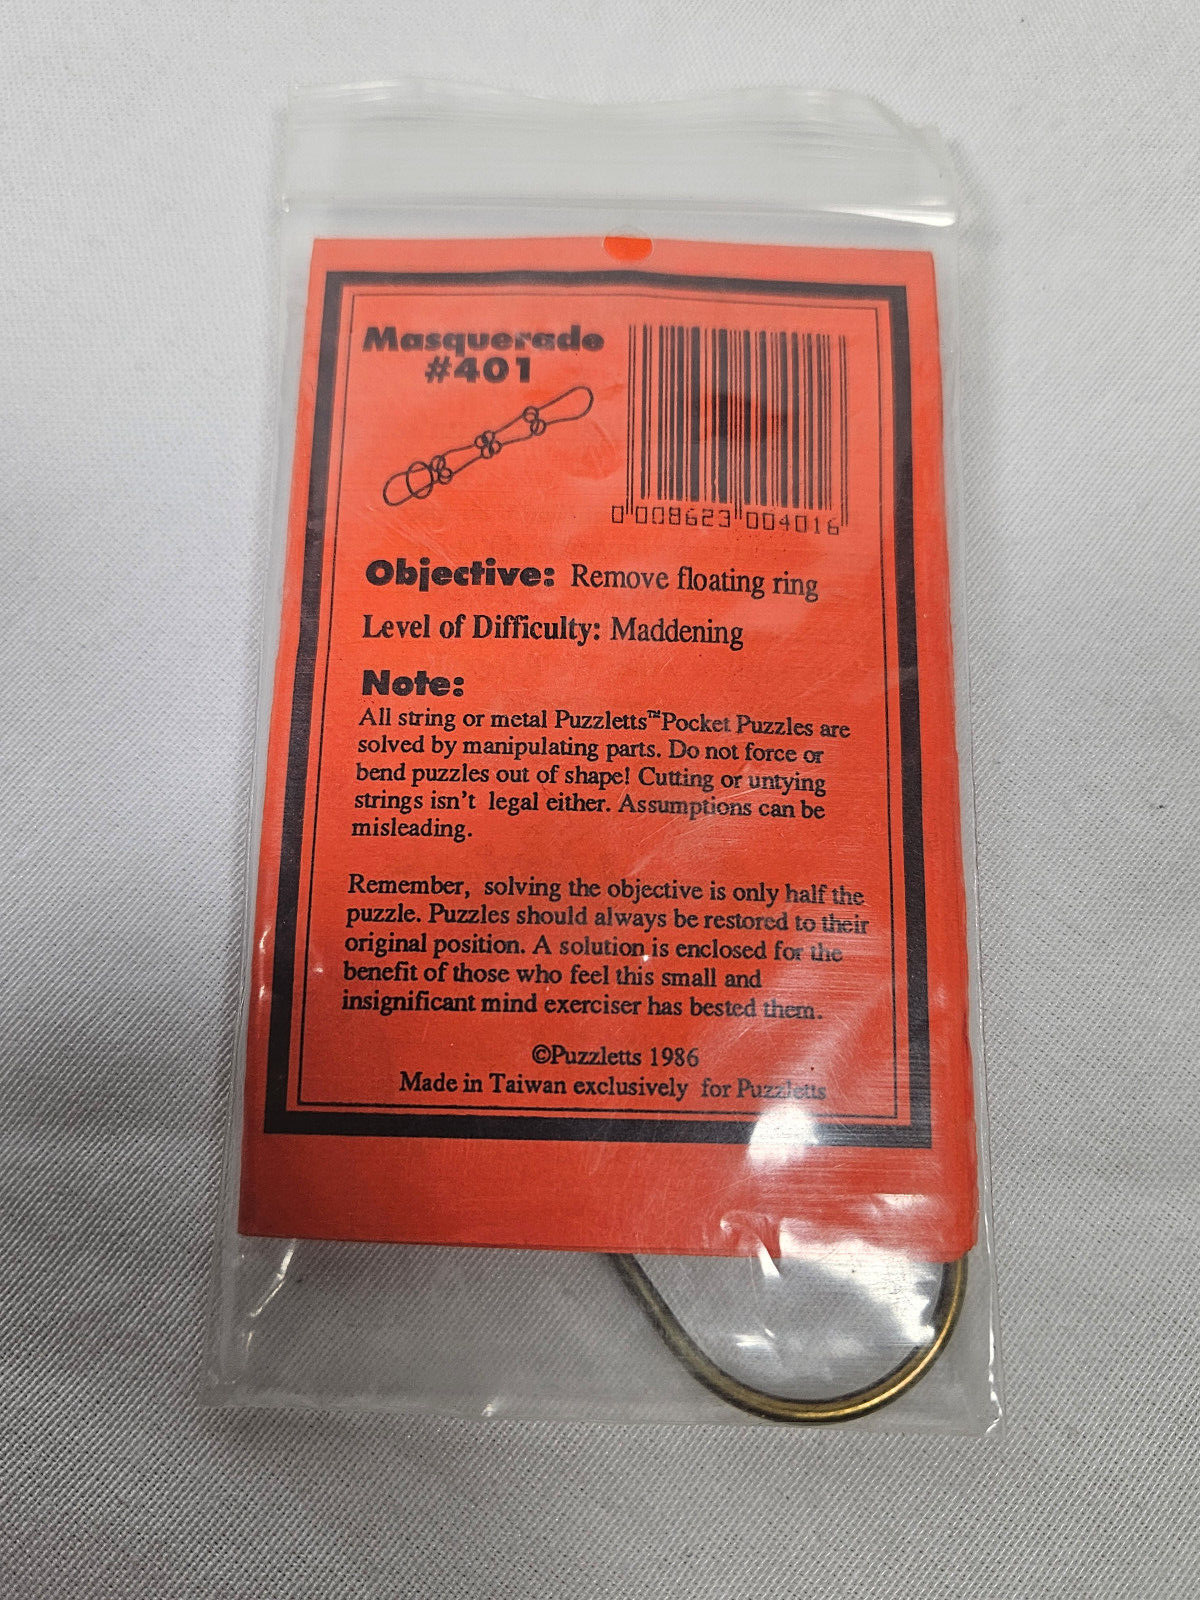 Masquerade
#401
0 008623 004016
Objective: Remove floating ring
Level of Difficulty: Maddening
Note:
All string or metal Puzzletts™ Pocket Puzzles are
solved by manipulating parts. Do not force or
bend puzzles out of shape! Cutting or untying
strings isn't legal either. Assumptions can be
misleading.
Remember, solving the objective is only half the
puzzle. Puzzles should always be restored to their
original position. A solution is enclosed for the
benefit of those who feel this small and
insignificant mind exerciser has bested them.
©Puzzletts 1986
Made in Taiwan exclusively for Puzzletts